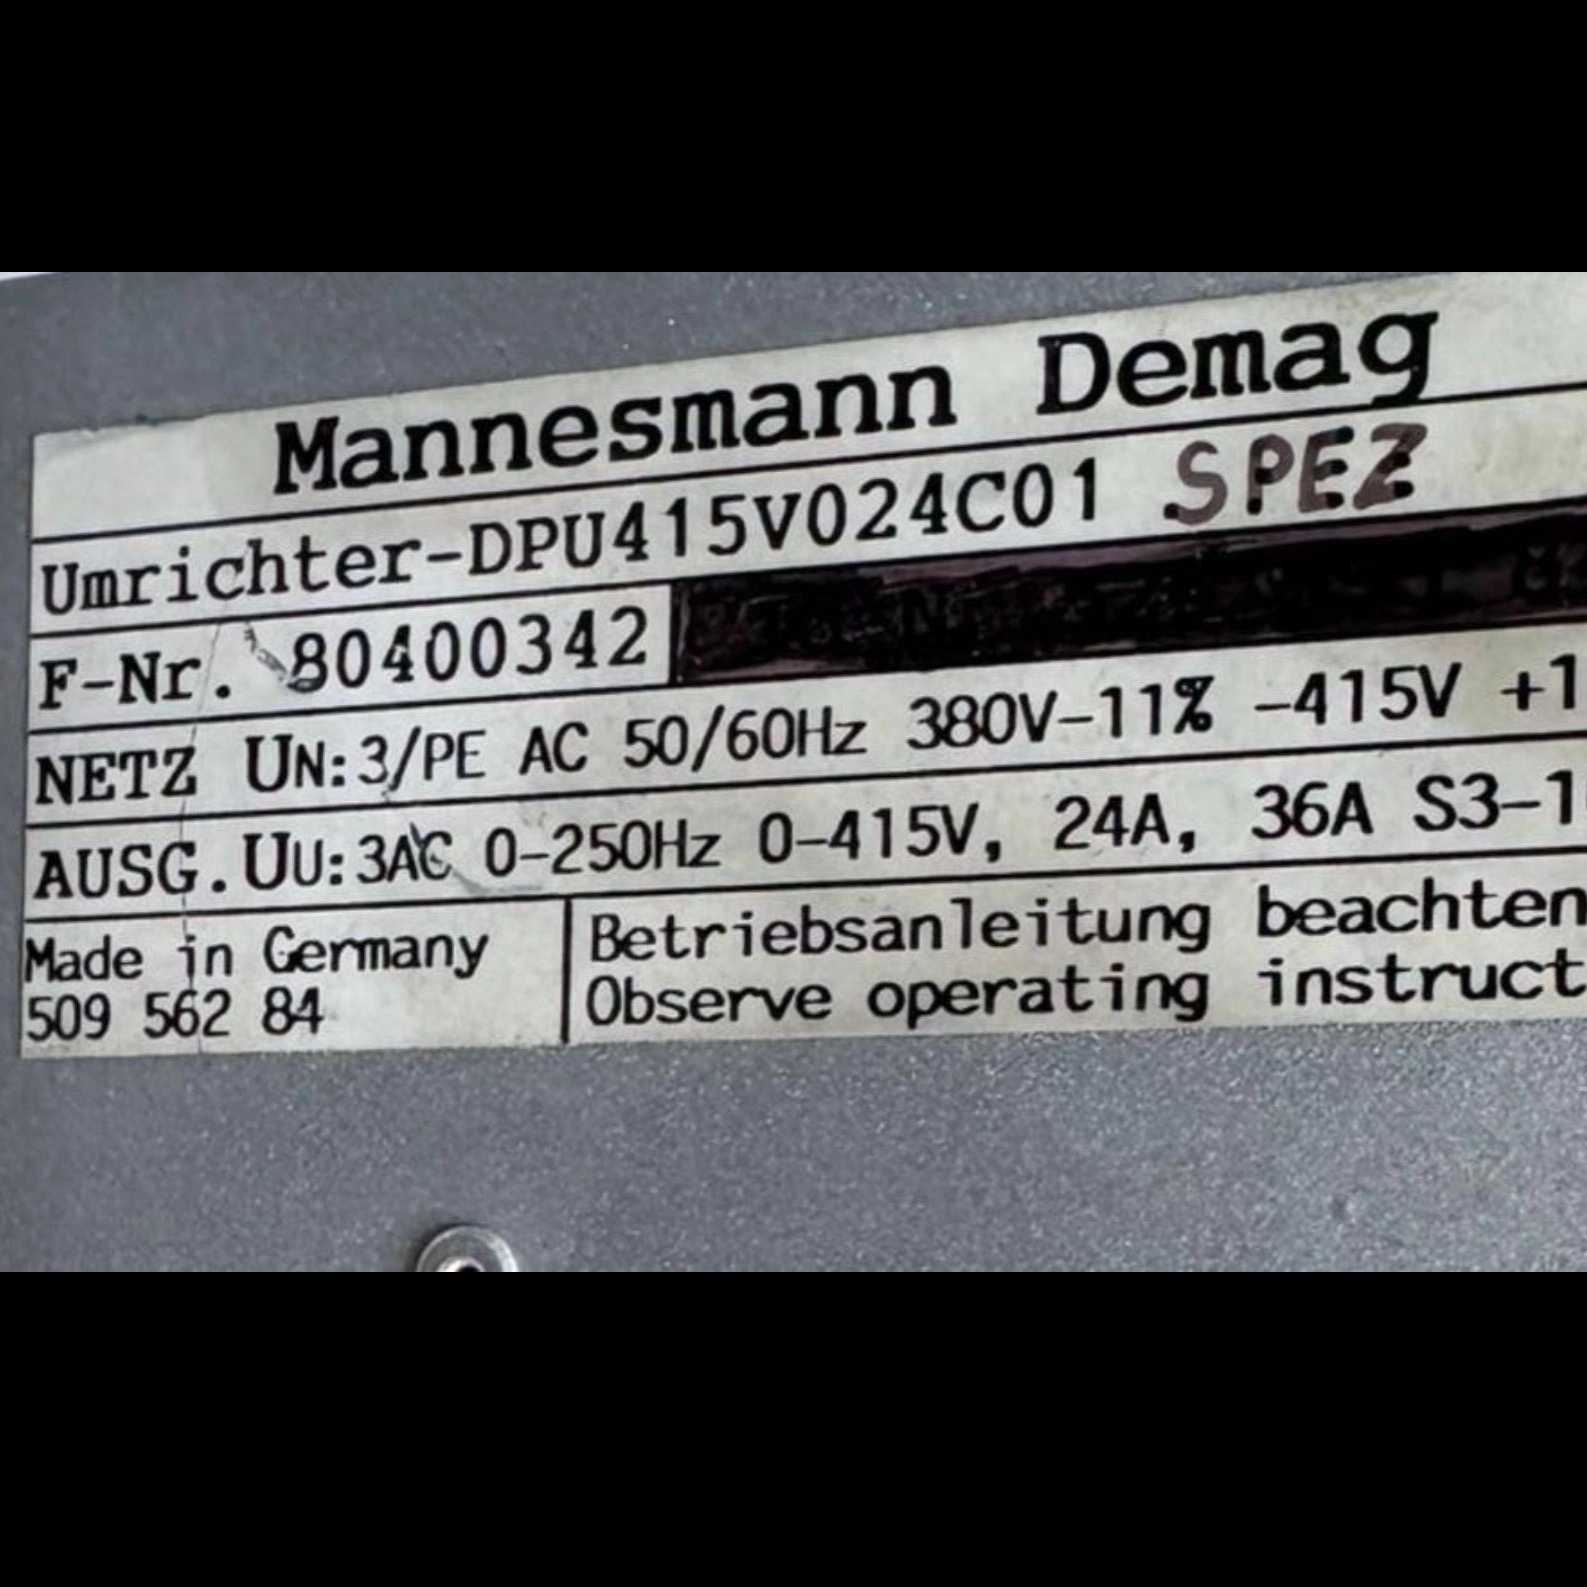 Mannesmann Demag
Umrichter-DPU415V024C01 SPEZ
F-Nr. 80400342
NETZ UN:3/PE AC 50/60Hz 380V-11% -415V +1
AUSG. UU:3AC 0-250Hz 0-415V, 24A, 36A S3-1
Made in Germany
509 562 84
Betriebsanleitung beachten
Observe operating instruct